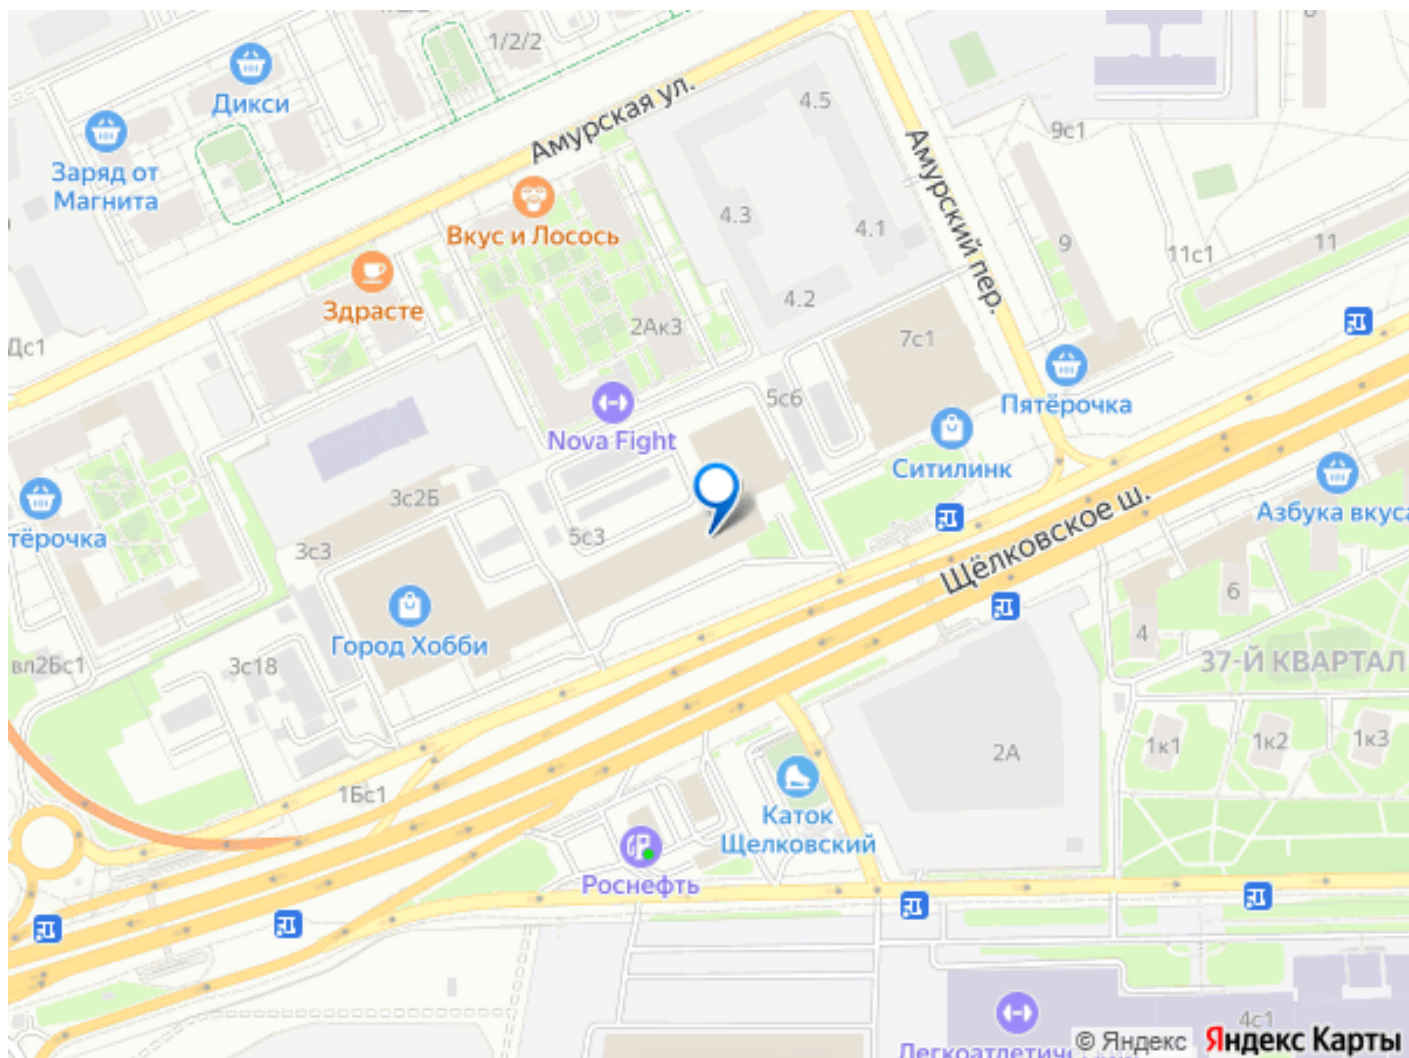 1/2/2
Дикси
Заряд от
Магнита
Амурская ул.
4.5
9с1
Амурский пер.
Вкус и Лосось
4.3
4.1
9
11с1
11
Здрасте
4.2
2Ак3
7с1
Дс1
Пятёрочка
5с6
Nova Fight
Ситилинк
3с2Б
тёрочка
5с3
3с3
Азбука вкуса
Щёлковское ш.
6
4
Город Хобби
3с18
вл2Бс1
37-Й КВАРТАЛ
1к1
1к2
1к3
2А
1Бс1
Каток
Щелковский
Роснефть
4с1
Легкоатлетич
© Яндекс Яндекс Карты